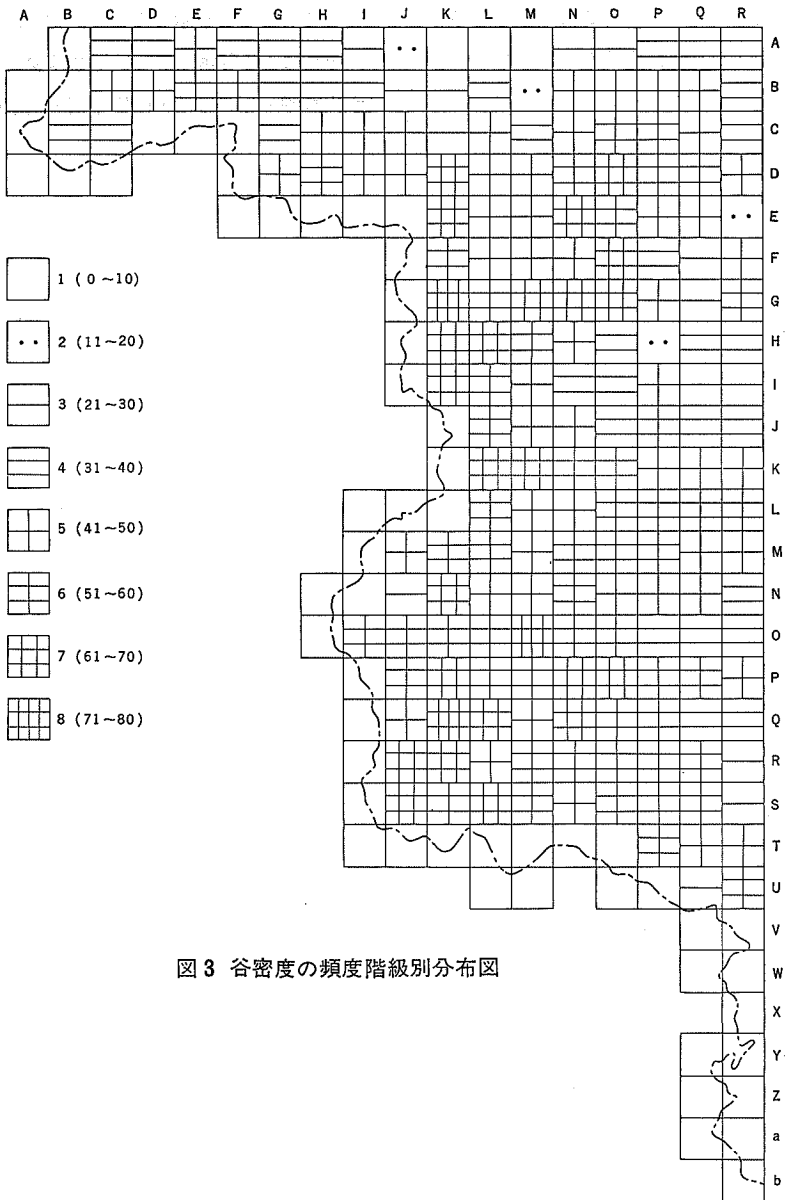 A B C D E F G H I J K L M N O P Q R
A
B
C
D
E
F
G
H
I
J
K
L
M
N
O
P
Q
R
S
T
U
V
W
X
Y
Z
a
b
1 (0~10)
2 (11~20)
3 (21~30)
4 (31~40)
5 (41~50)
6 (51~60)
7 (61~70)
8 (71~80)
図3 谷密度の頻度階級別分布図